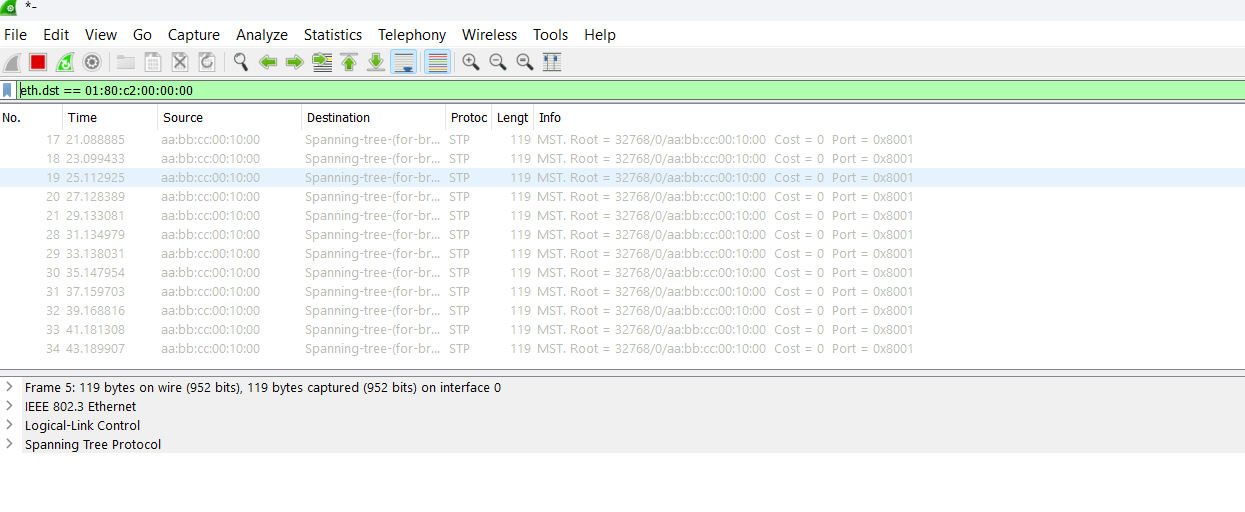 *-
File Edit View Go Capture Analyze Statistics Telephony Wireless Tools Help
eth.dst == 01:80:c2:00:00:00
No. Time Source Destination Protoc Lengt Info
17 21.088885 aa:bb:cc:00:10:00 Spanning-tree-(for-br... STP 119 MST. Root = 32768/0/aa:bb:cc:00:10:00 Cost = 0 Port = 0x8001
18 23.099433 aa:bb:cc:00:10:00 Spanning-tree-(for-br... STP 119 MST. Root = 32768/0/aa:bb:cc:00:10:00 Cost = 0 Port = 0x8001
19 25.112925 aa:bb:cc:00:10:00 Spanning-tree-(for-br... STP 119 MST. Root = 32768/0/aa:bb:cc:00:10:00 Cost = 0 Port = 0x8001
20 27.128389 aa:bb:cc:00:10:00 Spanning-tree-(for-br... STP 119 MST. Root = 32768/0/aa:bb:cc:00:10:00 Cost = 0 Port = 0x8001
21 29.133081 aa:bb:cc:00:10:00 Spanning-tree-(for-br... STP 119 MST. Root = 32768/0/aa:bb:cc:00:10:00 Cost = 0 Port = 0x8001
28 31.134979 aa:bb:cc:00:10:00 Spanning-tree-(for-br... STP 119 MST. Root = 32768/0/aa:bb:cc:00:10:00 Cost = 0 Port = 0x8001
29 33.138031 aa:bb:cc:00:10:00 Spanning-tree-(for-br... STP 119 MST. Root = 32768/0/aa:bb:cc:00:10:00 Cost = 0 Port = 0x8001
30 35.147954 aa:bb:cc:00:10:00 Spanning-tree-(for-br... STP 119 MST. Root = 32768/0/aa:bb:cc:00:10:00 Cost = 0 Port = 0x8001
31 37.159703 aa:bb:cc:00:10:00 Spanning-tree-(for-br... STP 119 MST. Root = 32768/0/aa:bb:cc:00:10:00 Cost = 0 Port = 0x8001
32 39.168816 aa:bb:cc:00:10:00 Spanning-tree-(for-br... STP 119 MST. Root = 32768/0/aa:bb:cc:00:10:00 Cost = 0 Port = 0x8001
33 41.181308 aa:bb:cc:00:10:00 Spanning-tree-(for-br... STP 119 MST. Root = 32768/0/aa:bb:cc:00:10:00 Cost = 0 Port = 0x8001
34 43.189907 aa:bb:cc:00:10:00 Spanning-tree-(for-br... STP 119 MST. Root = 32768/0/aa:bb:cc:00:10:00 Cost = 0 Port = 0x8001
Frame 5: 119 bytes on wire (952 bits), 119 bytes captured (952 bits) on interface 0
IEEE 802.3 Ethernet
Logical-Link Control
Spanning Tree Protocol